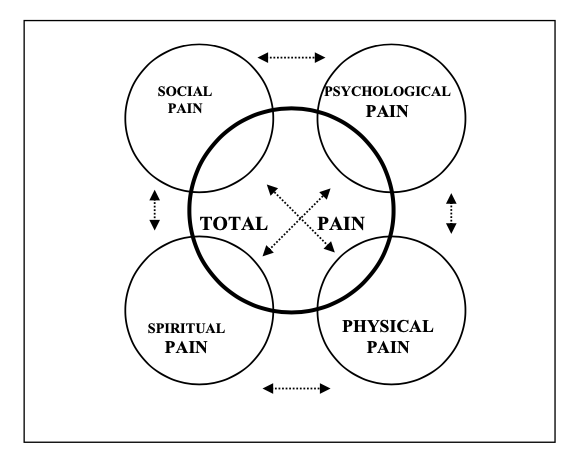 SOCIAL
PAIN
PSYCHOLOGICAL
PAIN
TOTAL PAIN
SPIRITUAL
PAIN
PHYSICAL
PAIN